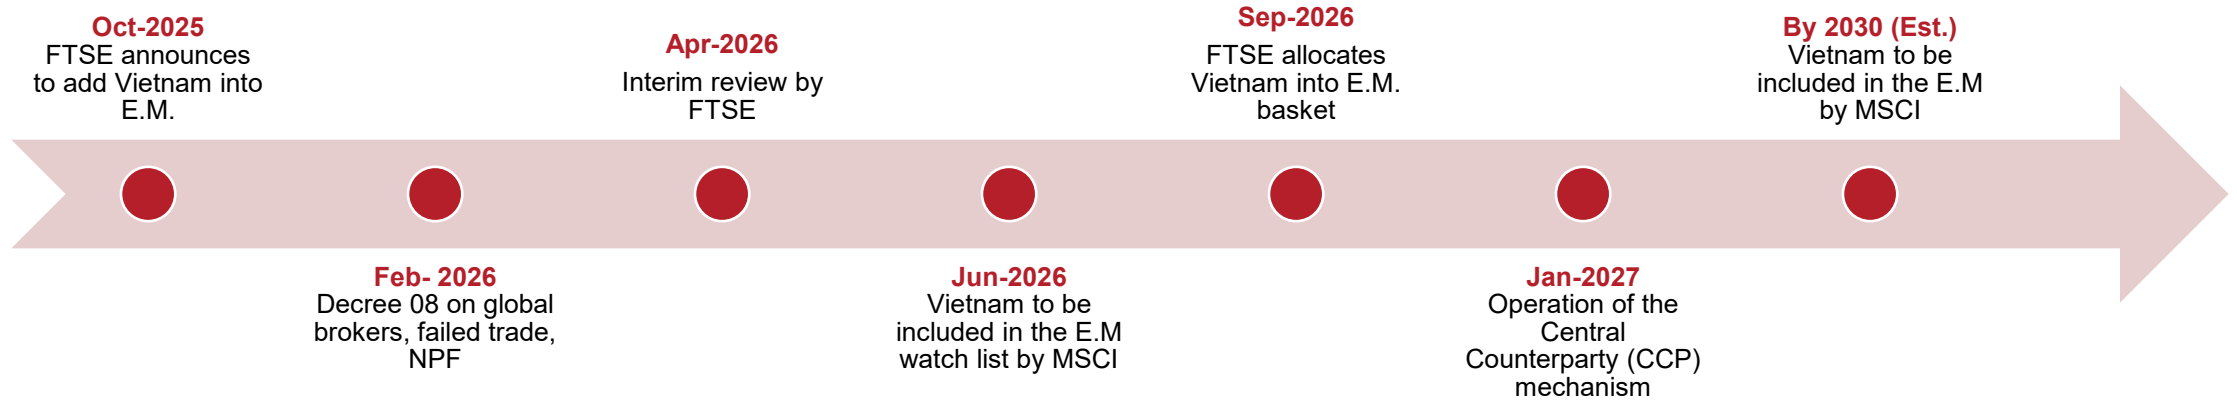 Oct-2025
FTSE announces
to add Vietnam into
E.M.
Feb- 2026
Decree 08 on global
brokers, failed trade,
NPF
Apr-2026
Interim review by
FTSE
Jun-2026
Vietnam to be
included in the E.M
watch list by MSCI
Sep-2026
FTSE allocates
Vietnam into E.M.
basket
Jan-2027
Operation of the
Central
Counterparty (CCP)
mechanism
By 2030 (Est.)
Vietnam to be
included in the E.M
by MSCI